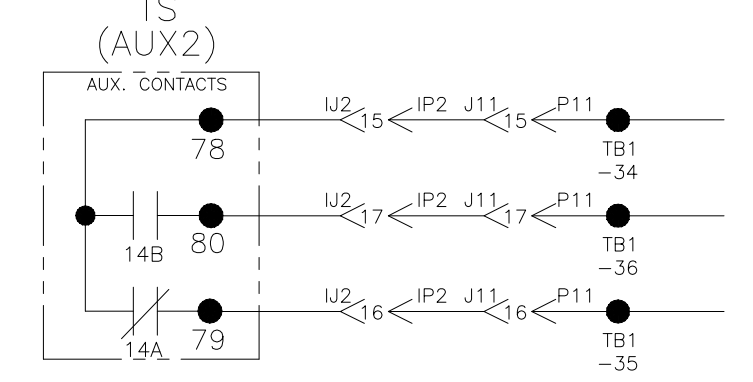 TS
(AUX2)
AUX. CONTACTS
78
IJ2 15 IP2 J11 15 P11
TB1
-34
14B
80
IJ2 17 IP2 J11 17 P11
TB1
-36
14A
79
IJ2 16 IP2 J11 16 P11
TB1
-35